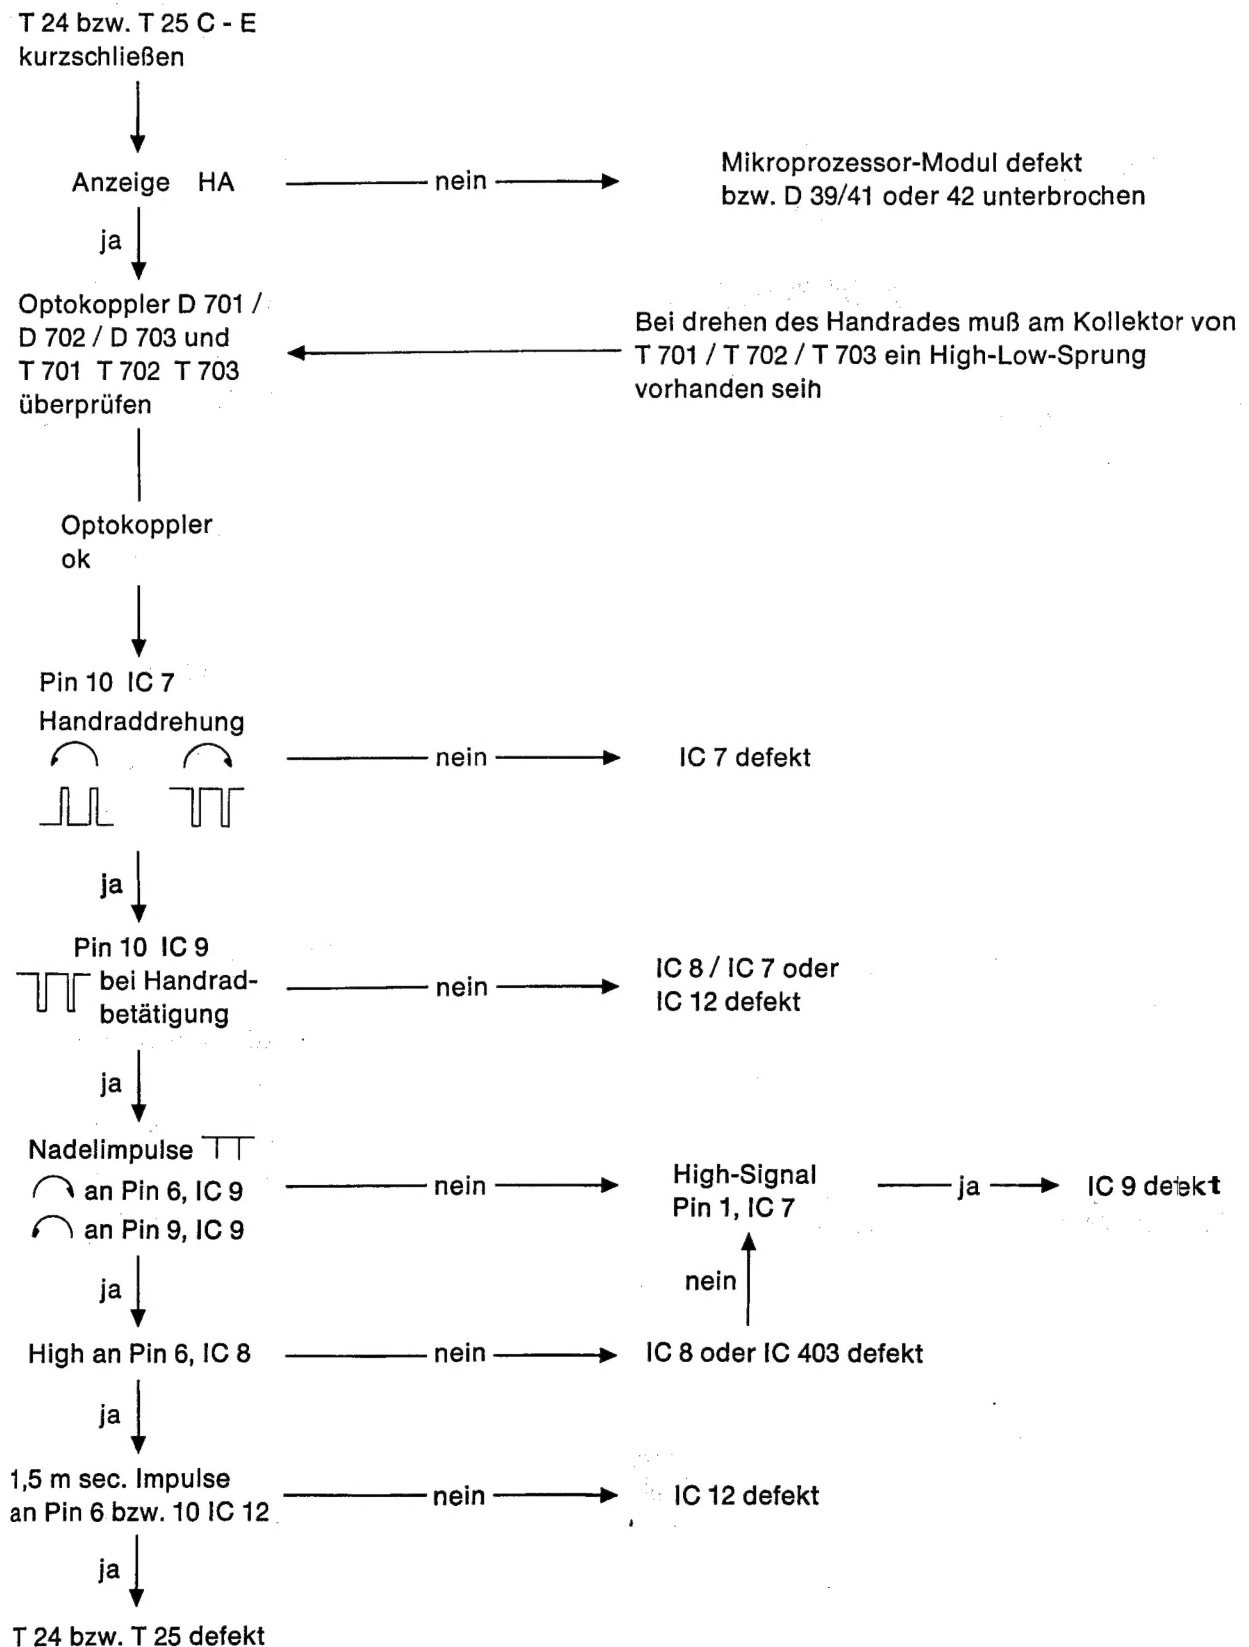 T 24 bzw. T 25 C - E
kurzschließen
Anzeige HA
nein
Mikroprozessor-Modul defekt
bzw. D 39/41 oder 42 unterbrochen
ja
Optokoppler D 701 /
D 702 / D 703 und
T 701 T 702 T 703
überprüfen
Bei drehen des Handrades muß am Kollektor von
T 701 / T 702 / T 703 ein High-Low-Sprung
vorhanden seih
Optokoppler
ok
Pin 10 IC 7
Handraddrehung
nein
IC 7 defekt
ja
Pin 10 IC 9
bei Handrad-
betätigung
nein
IC 8 / IC 7 oder
IC 12 defekt
ja
Nadelimpulse
an Pin 6, IC 9
an Pin 9, IC 9
nein
High-Signal
Pin 1, IC 7
ja
IC 9 defekt
ja
nein
High an Pin 6, IC 8
nein
IC 8 oder IC 403 defekt
ja
1,5 m sec. Impulse
an Pin 6 bzw. 10 IC 12
nein
IC 12 defekt
ja
T 24 bzw. T 25 defekt